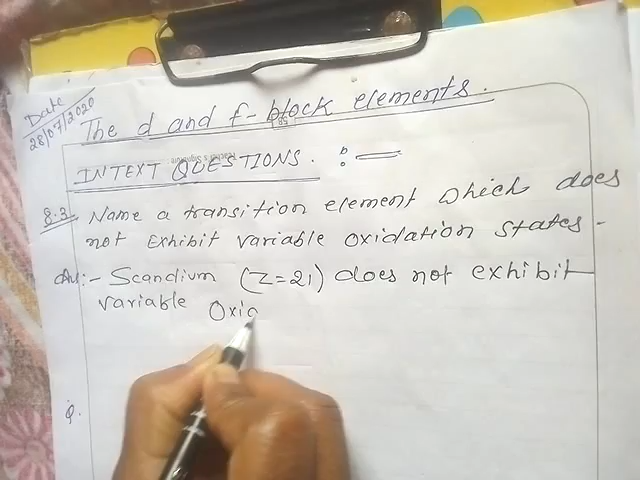 Date
28/07/2020
The d and f-block elements.
INTEXT QUESTIONS. :—
8.3. Name a transition element which does
not exhibit variable oxidation states-
Ans:- Scandium (Z=21) does not exhibit
variable Oxid
Q.